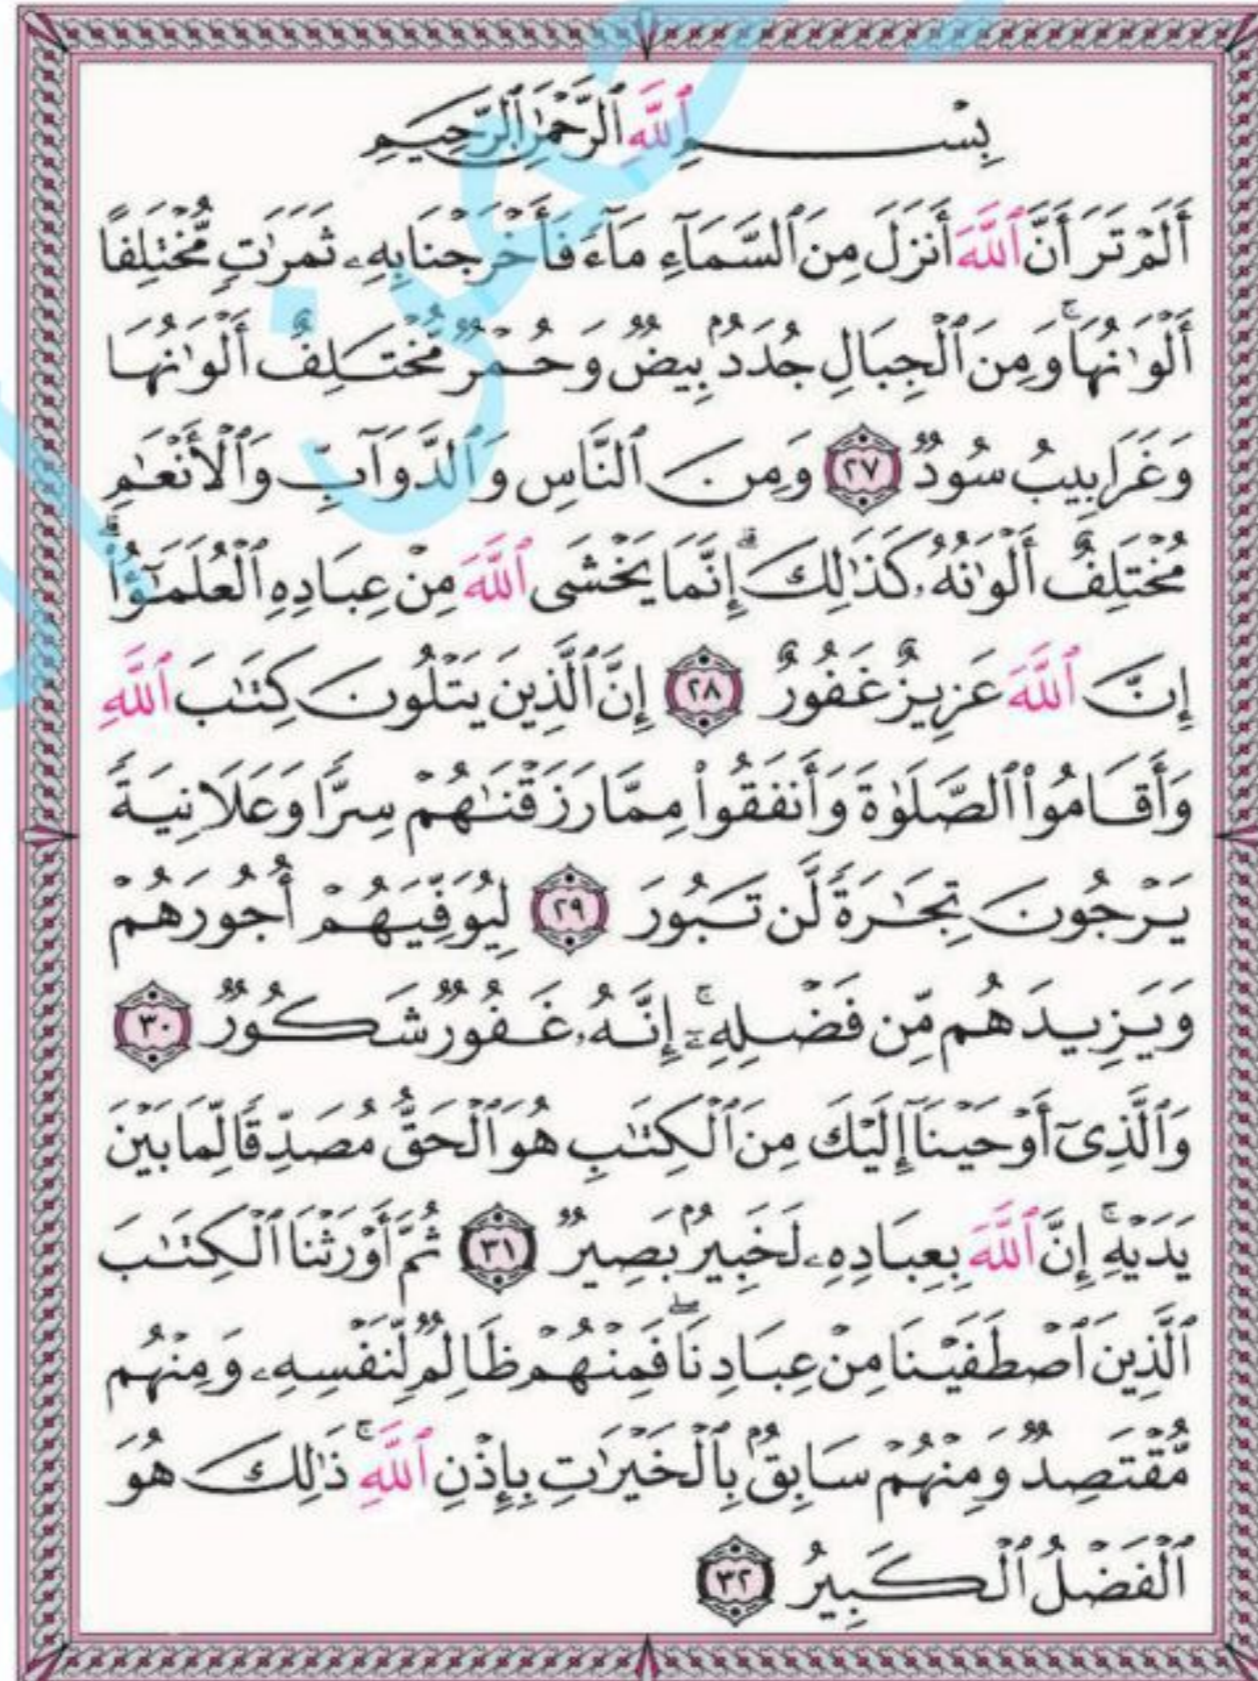 بِسْمِ ٱللَّهِ ٱلرَّحْمَٰنِ ٱلرَّحِيمِ
أَلَمْ تَرَ أَنَّ ٱللَّهَ أَنزَلَ مِنَ ٱلسَّمَآءِ مَآءً فَأَخْرَجْنَا بِهِۦ ثَمَرَٰتٍ مُّخْتَلِفًا
أَلْوَٰنُهَا ۚ وَمِنَ ٱلْجِبَالِ جُدَدٌۢ بِيضٌ وَحُمْرٌ مُّخْتَلِفٌ أَلْوَٰنُهَا
وَغَرَابِيبُ سُودٌ ﴿٢٧﴾ وَمِنَ ٱلنَّاسِ وَٱلدَّوَآبِّ وَٱلْأَنْعَٰمِ
مُخْتَلِفٌ أَلْوَٰنُهُۥ كَذَٰلِكَ ۗ إِنَّمَا يَخْشَى ٱللَّهَ مِنْ عِبَادِهِ ٱلْعُلَمَٰٓؤُا۟ ۗ
إِنَّ ٱللَّهَ عَزِيزٌ غَفُورٌ ﴿٢٨﴾ إِنَّ ٱلَّذِينَ يَتْلُونَ كِتَٰبَ ٱللَّهِ
وَأَقَامُوا۟ ٱلصَّلَوٰةَ وَأَنفَقُوا۟ مِمَّا رَزَقْنَٰهُمْ سِرًّا وَعَلَانِيَةً
يَرْجُونَ تِجَٰرَةً لَّن تَبُورَ ﴿٢٩﴾ لِيُوَفِّيَهُمْ أُجُورَهُمْ
وَيَزِيدَهُم مِّن فَضْلِهِۦٓ ۚ إِنَّهُۥ غَفُورٌ شَكُورٌ ﴿٣٠﴾
وَٱلَّذِىٓ أَوْحَيْنَآ إِلَيْكَ مِنَ ٱلْكِتَٰبِ هُوَ ٱلْحَقُّ مُصَدِّقًا لِّمَا بَيْنَ
يَدَيْهِ ۗ إِنَّ ٱللَّهَ بِعِبَادِهِۦ لَخَبِيرٌۢ بَصِيرٌ ﴿٣١﴾ ثُمَّ أَوْرَثْنَا ٱلْكِتَٰبَ
ٱلَّذِينَ ٱصْطَفَيْنَا مِنْ عِبَادِنَا ۖ فَمِنْهُمْ ظَالِمٌ لِّنَفْسِهِۦ وَمِنْهُم
مُّقْتَصِدٌ وَمِنْهُمْ سَابِقٌۢ بِٱلْخَيْرَٰتِ بِإِذْنِ ٱللَّهِ ۚ ذَٰلِكَ هُوَ
ٱلْفَضْلُ ٱلْكَبِيرُ ﴿٣٢﴾